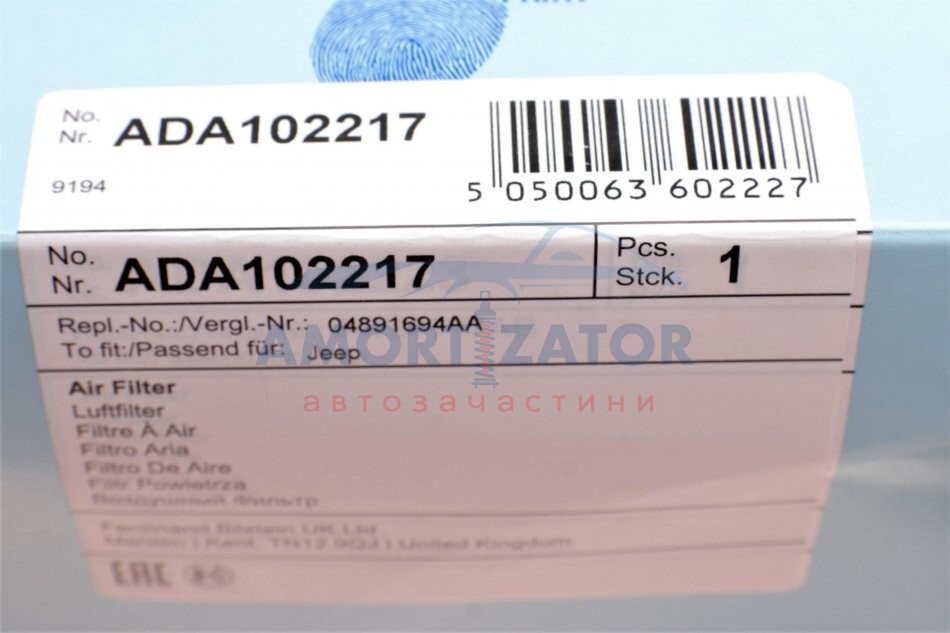 No.
Nr. ADA102217
9194
5 050063 602227
No.
Nr. ADA102217
Pcs.
Stck. 1
Repl.-No.:/Vergl.-Nr.: 04891694AA
To fit:/Passend für: Jeep
AMORTIZATOR
автозачастини
Air Filter
Luftfilter
Filtre À Air
Filtro Aria
Filtro De Aire
Filtr Powietrza
Воздушный Фильтр
Ferdinand Bilstein UK Ltd
Marden | Kent, TN12 9QJ | United Kingdom
EAC